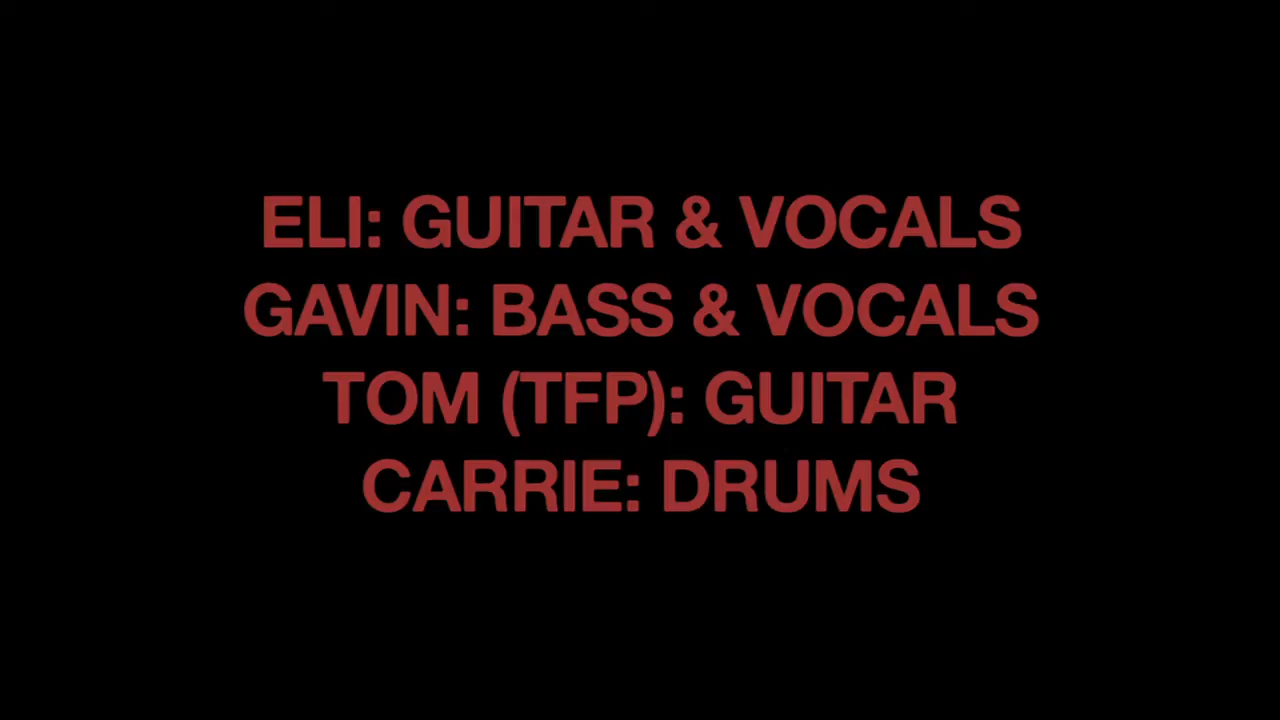 ELI: GUITAR & VOCALS
GAVIN: BASS & VOCALS
TOM (TFP): GUITAR
CARRIE: DRUMS